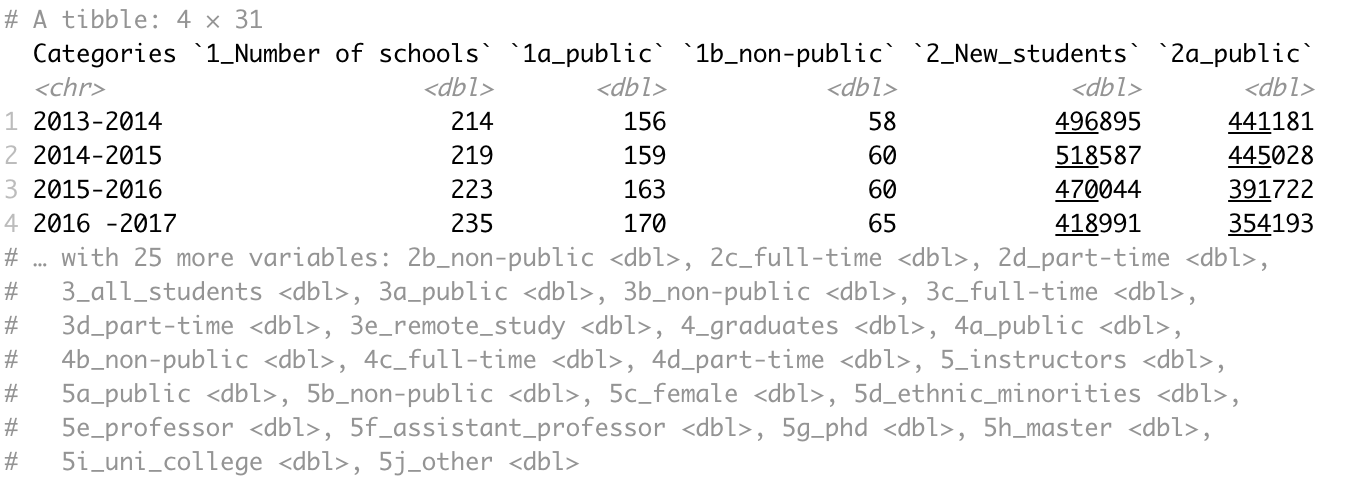 # A tibble: 4 × 31
Categories `1_Number of schools` `1a_public` `1b_non-public` `2_New_students` `2a_public`
<chr> <dbl> <dbl> <dbl> <dbl> <dbl>
1 2013-2014 214 156 58 496895 441181
2 2014-2015 219 159 60 518587 445028
3 2015-2016 223 163 60 470044 391722
4 2016 -2017 235 170 65 418991 354193
# … with 25 more variables: 2b_non-public <dbl>, 2c_full-time <dbl>, 2d_part-time <dbl>,
# 3_all_students <dbl>, 3a_public <dbl>, 3b_non-public <dbl>, 3c_full-time <dbl>,
# 3d_part-time <dbl>, 3e_remote_study <dbl>, 4_graduates <dbl>, 4a_public <dbl>,
# 4b_non-public <dbl>, 4c_full-time <dbl>, 4d_part-time <dbl>, 5_instructors <dbl>,
# 5a_public <dbl>, 5b_non-public <dbl>, 5c_female <dbl>, 5d_ethnic_minorities <dbl>,
# 5e_professor <dbl>, 5f_assistant_professor <dbl>, 5g_phd <dbl>, 5h_master <dbl>,
# 5i_uni_college <dbl>, 5j_other <dbl>